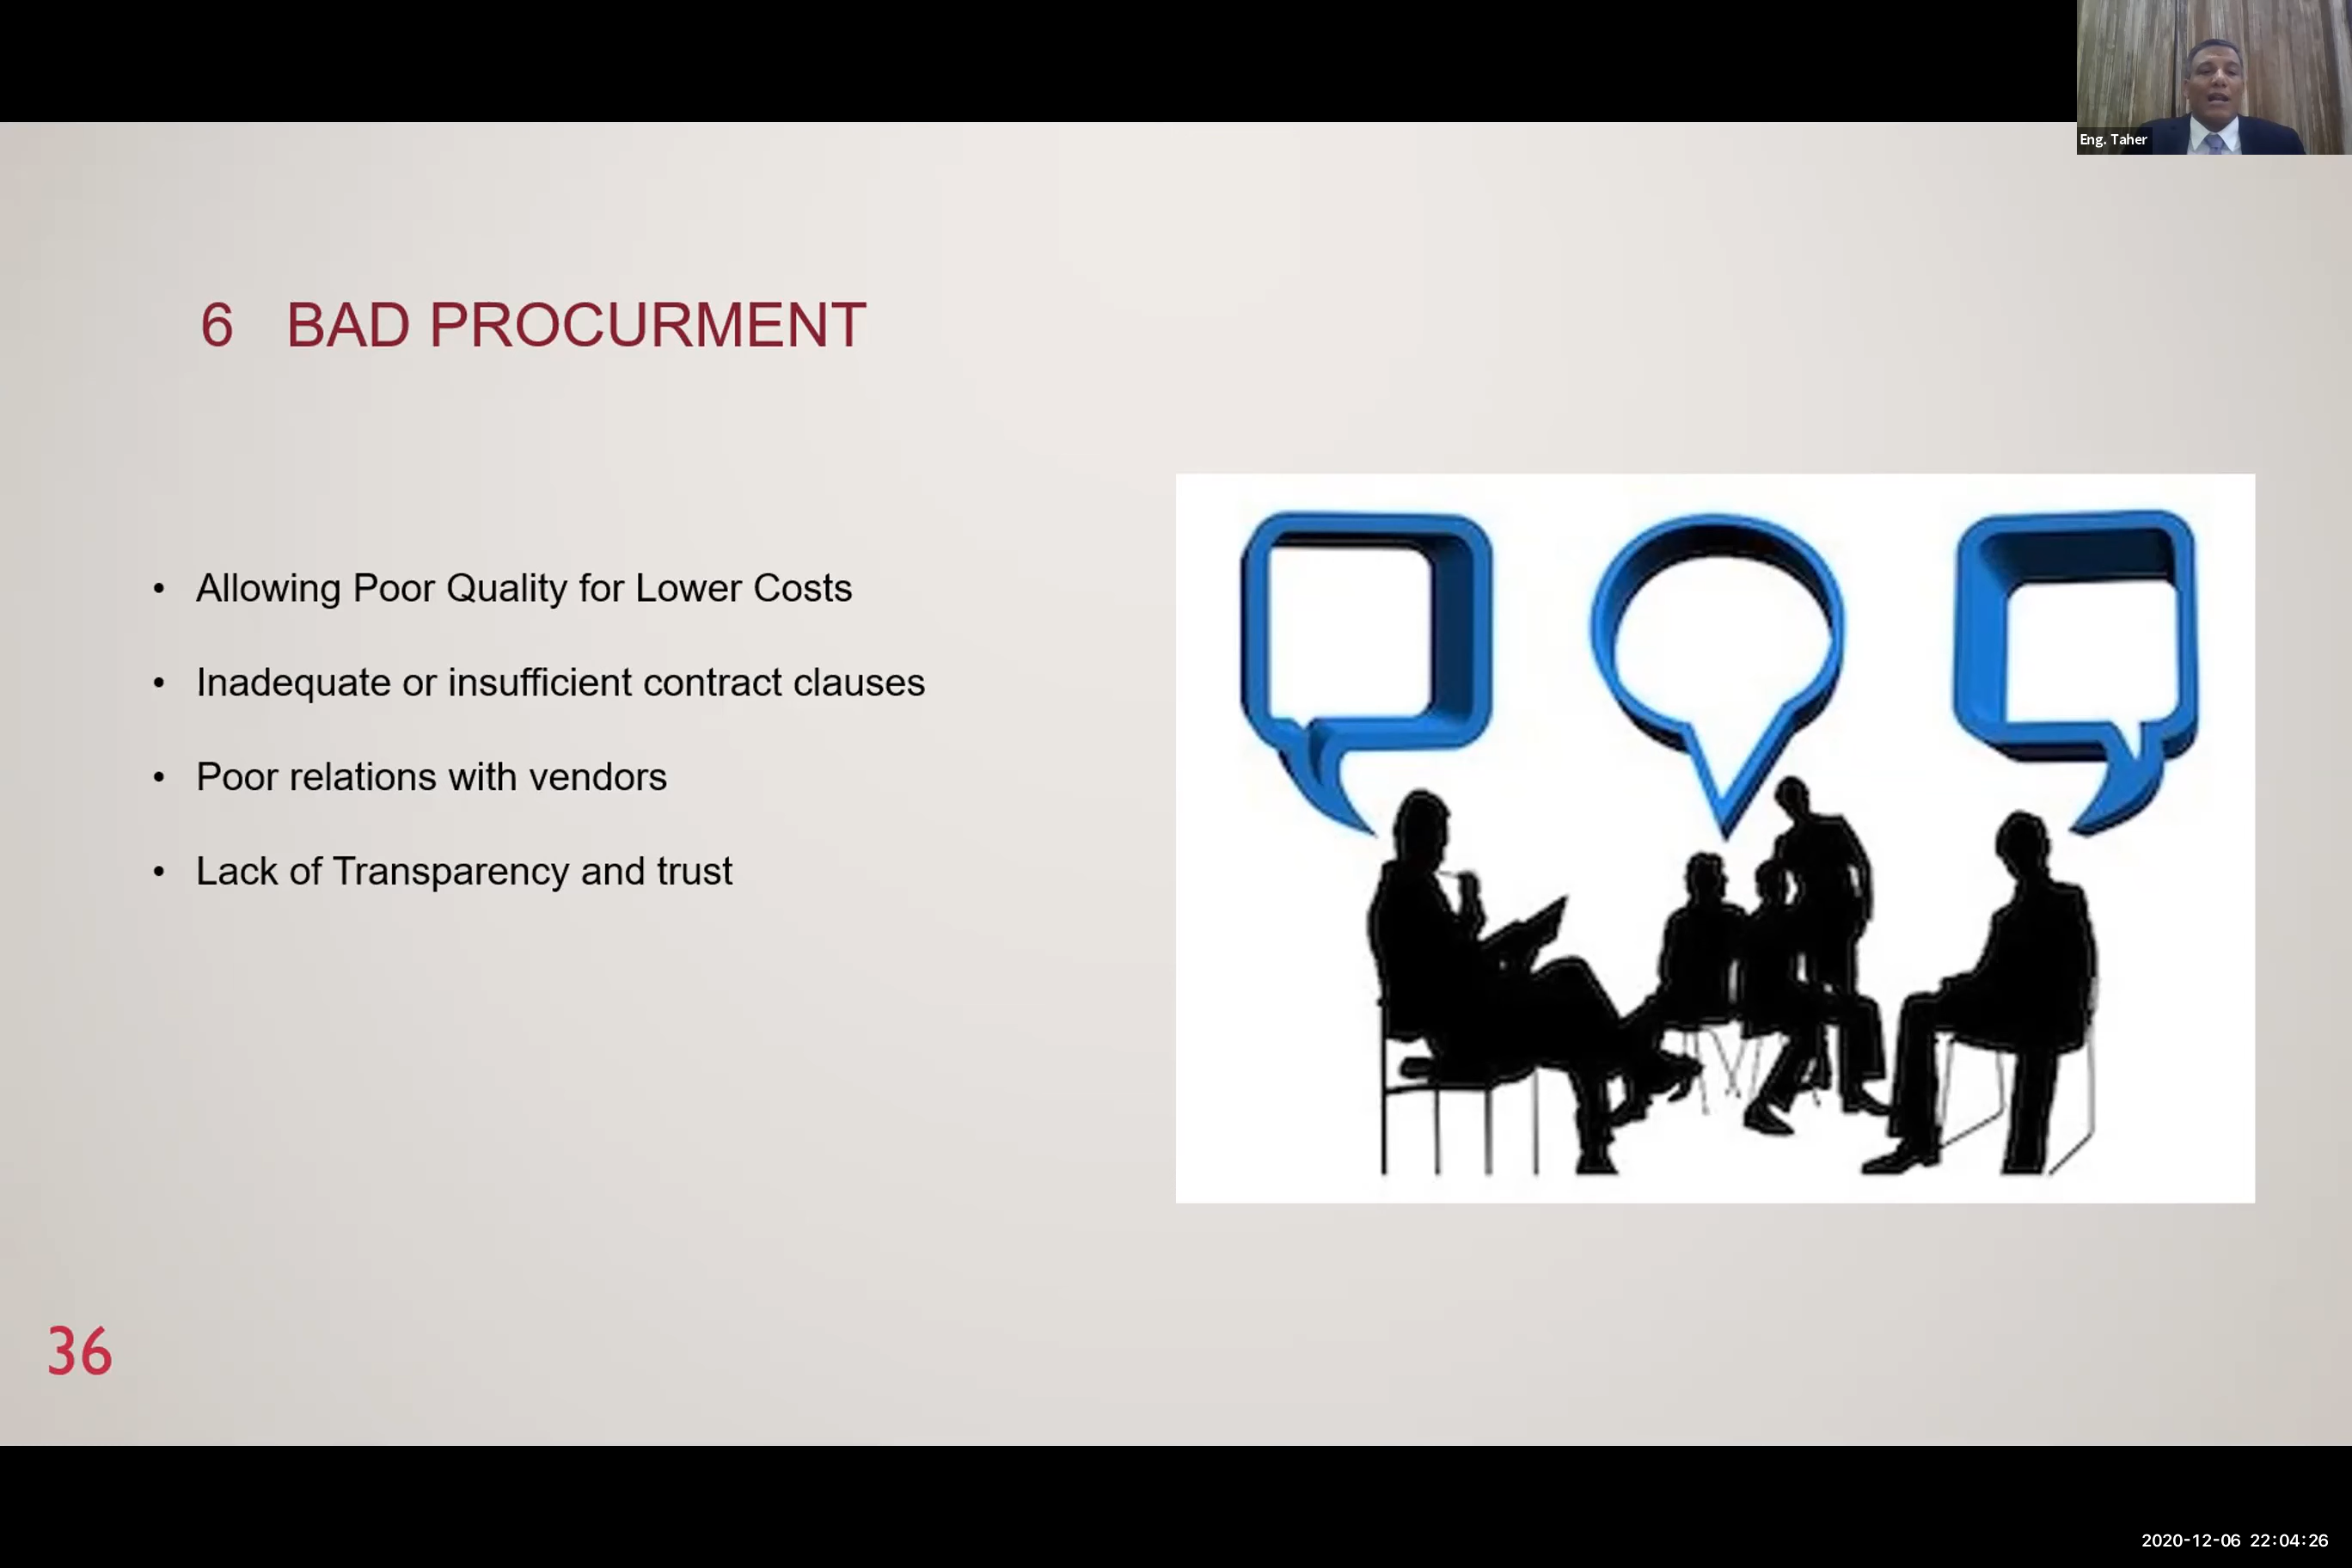 Eng. Taher
6 BAD PROCURMENT
• Allowing Poor Quality for Lower Costs
• Inadequate or insufficient contract clauses
• Poor relations with vendors
• Lack of Transparency and trust
36
2020-12-06 22:04:26